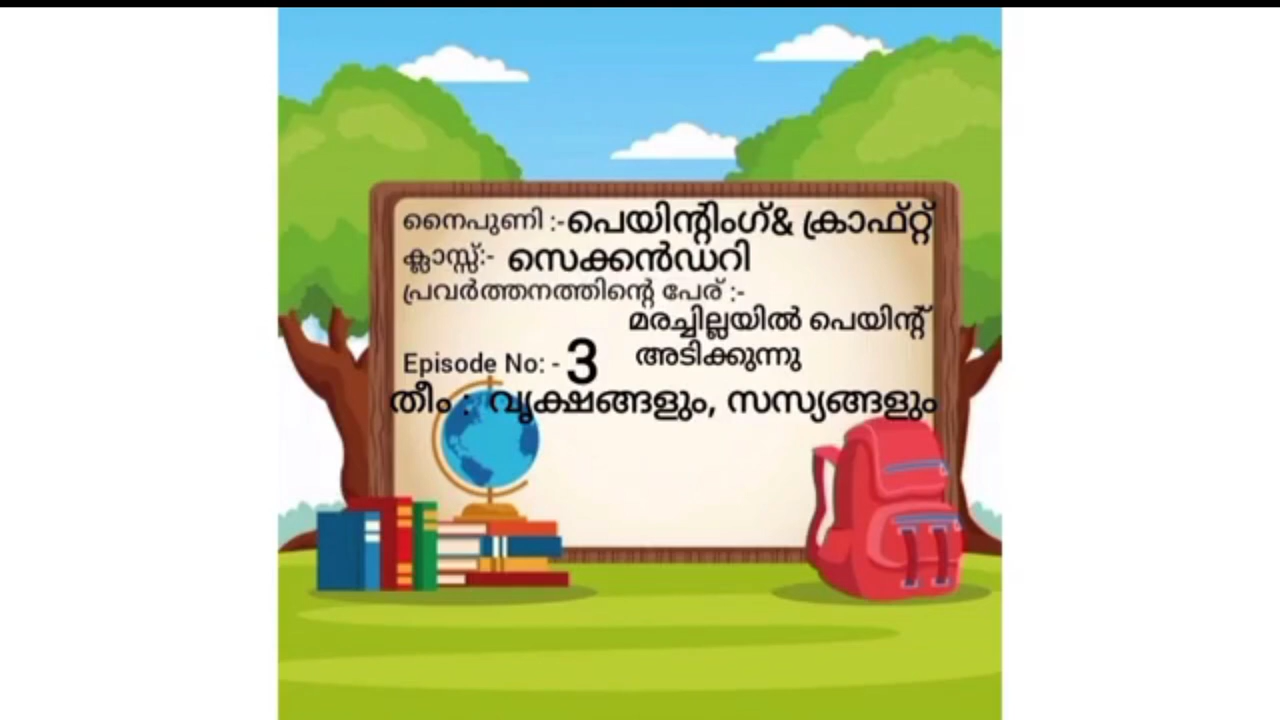 നൈപുണി :-പെയിന്റിംഗ്& ക്രാഫ്റ്റ്
ക്ലാസ്സ്:- സെക്കൻഡറി
പ്രവർത്തനത്തിന്റെ പേര് :-
മരച്ചില്ലയിൽ പെയിന്റ്
അടിക്കുന്നു
Episode No: - 3
തീം : വൃക്ഷങ്ങളും, സസ്യങ്ങളും